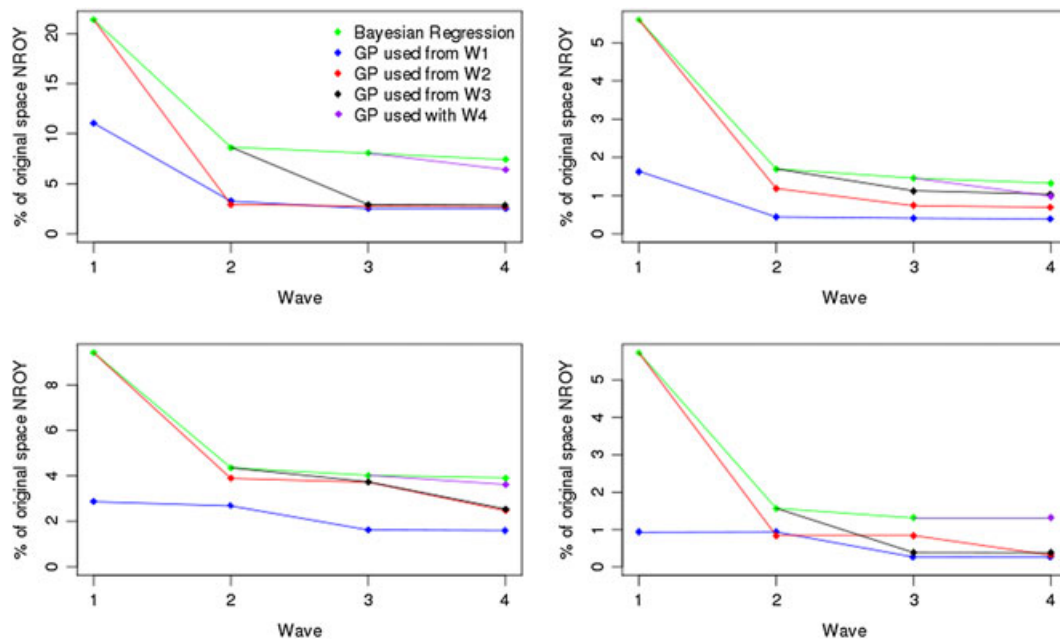 % of original space NROY
20
15
10
5
0
Bayesian Regression
GP used from W1
GP used from W2
GP used from W3
GP used with W4
1 2 3 4
Wave
% of original space NROY
5
4
3
2
1
0
1 2 3 4
Wave
% of original space NROY
8
6
4
2
0
1 2 3 4
Wave
% of original space NROY
5
4
3
2
1
0
1 2 3 4
Wave